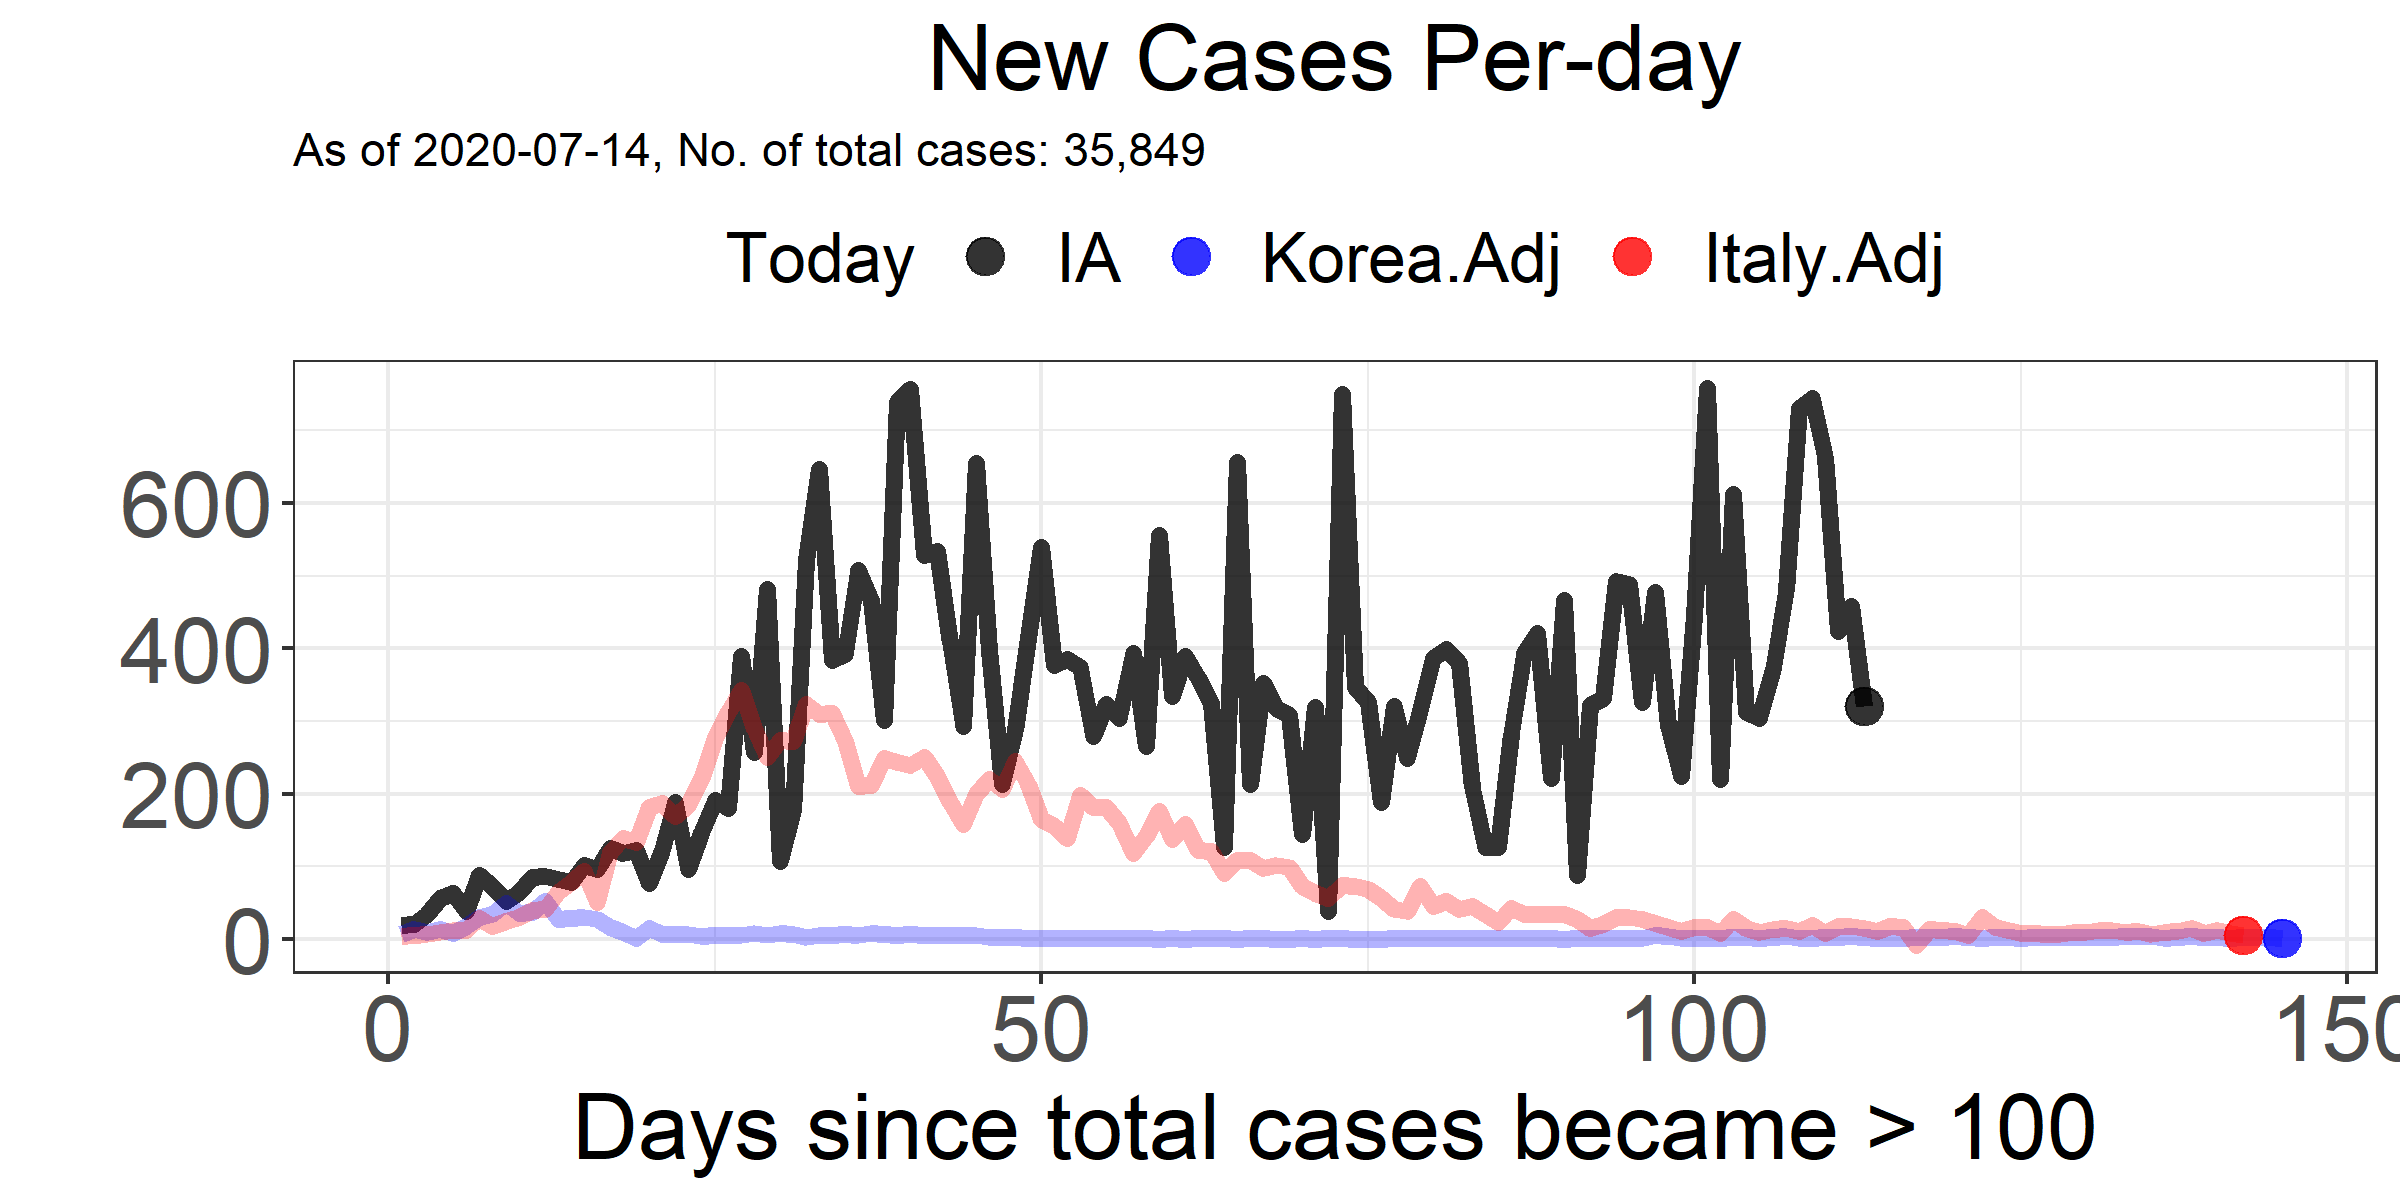 New Cases Per-day
As of 2020-07-14, No. of total cases: 35,849
Today IA Korea.Adj Italy.Adj
600
400
200
0
0 50 100 150
Days since total cases became > 100